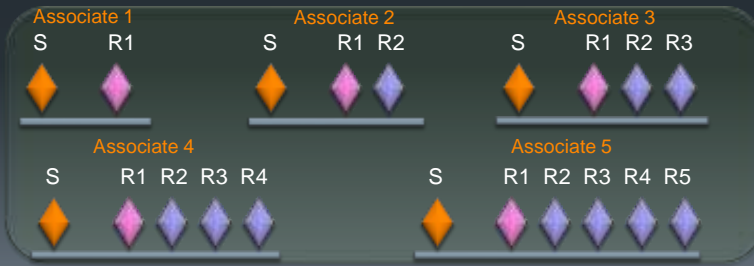 Associate 1 Associate 2 Associate 3
S R1 S R1 R2 S R1 R2 R3
Associate 4 Associate 5
S R1 R2 R3 R4 S R1 R2 R3 R4 R5